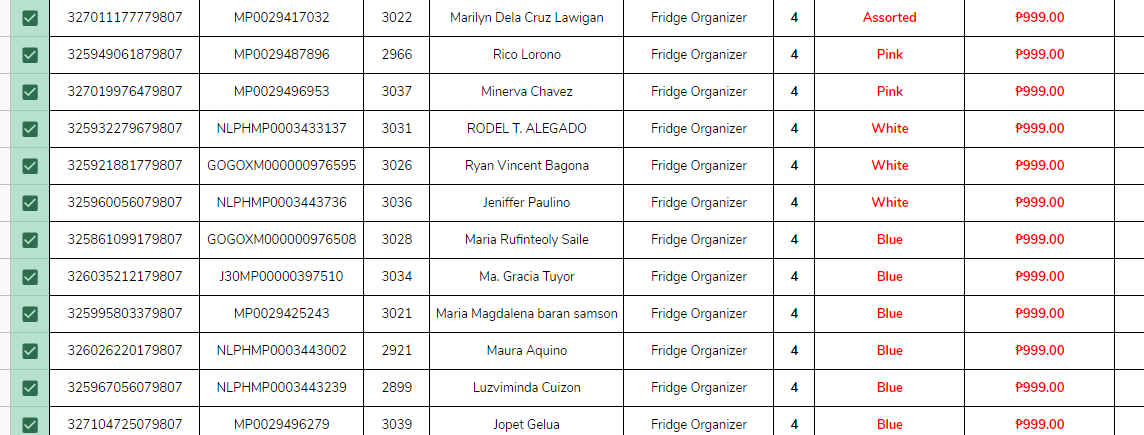 327011177779807 MP0029417032 3022 Marilyn Dela Cruz Lawigan Fridge Organizer 4 Assorted ₱999.00
325949061879807 MP0029487896 2966 Rico Lorono Fridge Organizer 4 Pink ₱999.00
327019976479807 MP0029496953 3037 Minerva Chavez Fridge Organizer 4 Pink ₱999.00
325932279679807 NLPHMP0003433137 3031 RODEL T. ALEGADO Fridge Organizer 4 White ₱999.00
325921881779807 GOGOXM000000976595 3026 Ryan Vincent Bagona Fridge Organizer 4 White ₱999.00
325960056079807 NLPHMP0003443736 3036 Jeniffer Paulino Fridge Organizer 4 White ₱999.00
325861099179807 GOGOXM000000976508 3028 Maria Rufinteoly Saile Fridge Organizer 4 Blue ₱999.00
326035212179807 J30MP00000397510 3034 Ma. Gracia Tuyor Fridge Organizer 4 Blue ₱999.00
325995803379807 MP0029425243 3021 Maria Magdalena baran samson Fridge Organizer 4 Blue ₱999.00
326026220179807 NLPHMP0003443002 2921 Maura Aquino Fridge Organizer 4 Blue ₱999.00
325967056079807 NLPHMP0003443239 2899 Luzviminda Cuizon Fridge Organizer 4 Blue ₱999.00
327104725079807 MP0029496279 3039 Jopet Gelua Fridge Organizer 4 Blue ₱999.00